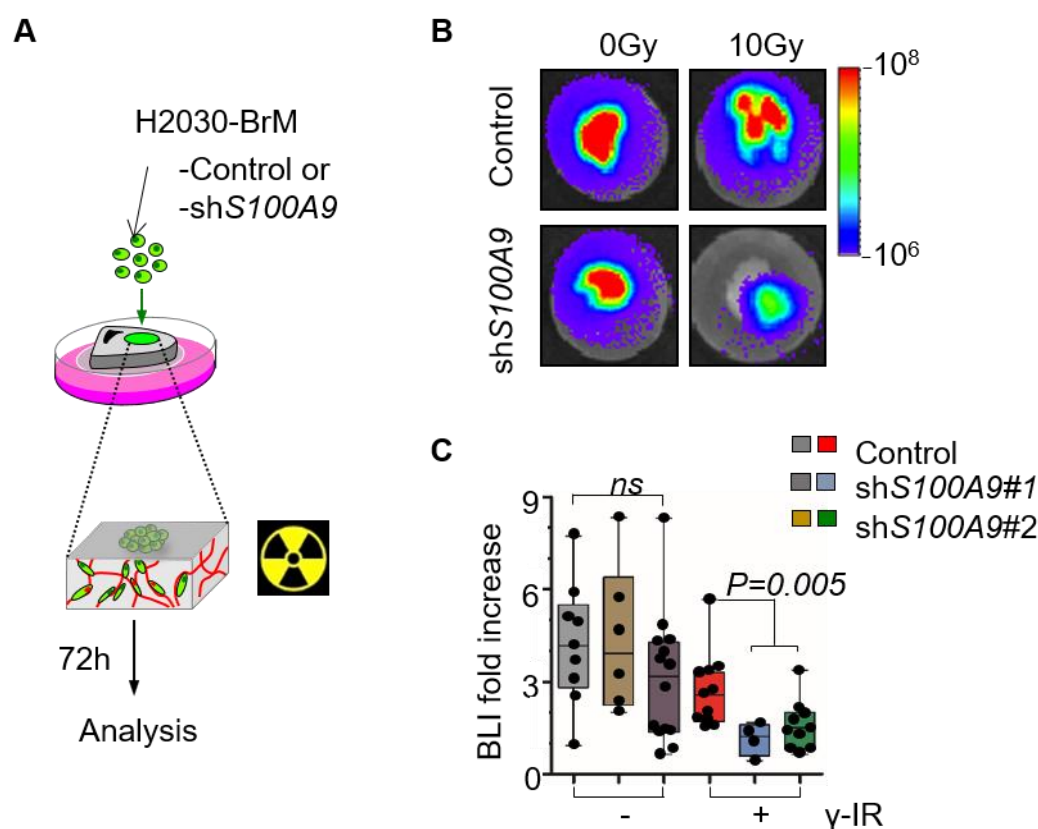 A
H2030-BrM
-Control or
-shS100A9
72h
Analysis
B
0Gy 10Gy
Control
shS100A9
10⁸
10⁶
C
Control
shS100A9#1
shS100A9#2
BLI fold increase
9
6
3
0
ns
P=0.005
- + γ-IR